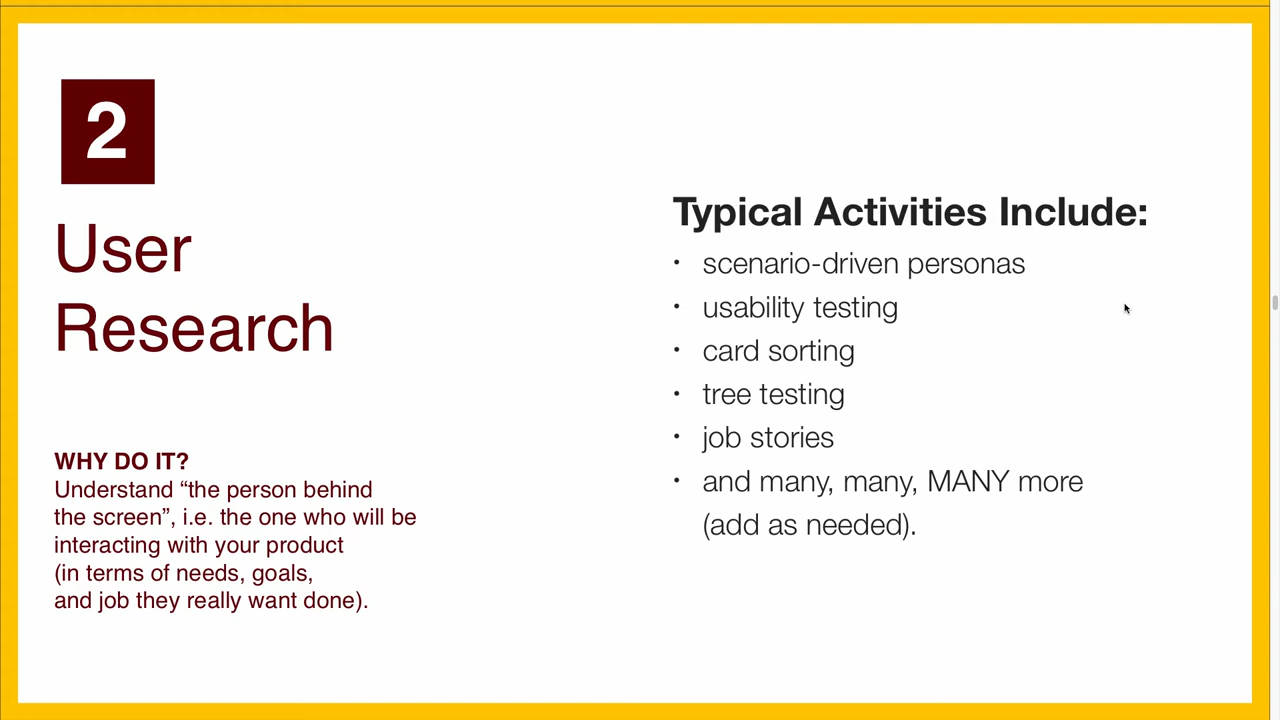 2
User
Research
WHY DO IT?
Understand “the person behind
the screen”, i.e. the one who will be
interacting with your product
(in terms of needs, goals,
and job they really want done).
Typical Activities Include:
• scenario-driven personas
• usability testing
• card sorting
• tree testing
• job stories
• and many, many, MANY more
(add as needed).